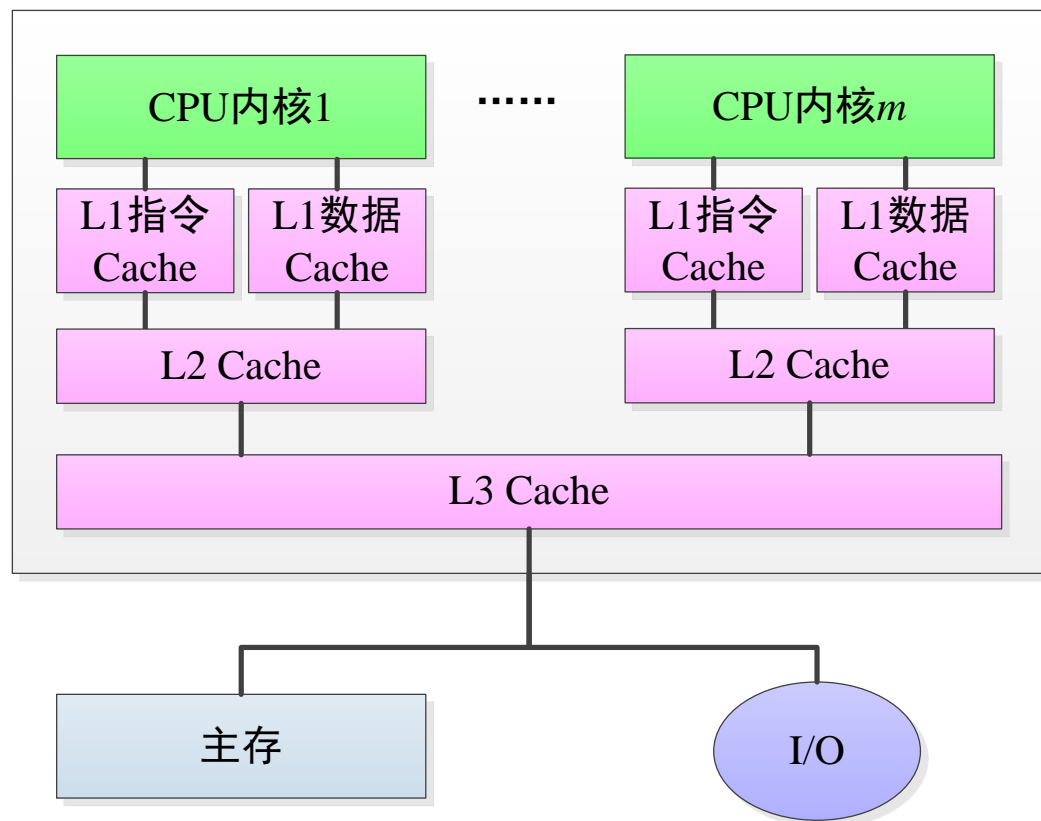 CPU内核1
……
CPU内核m
L1指令
Cache
L1数据
Cache
L1指令
Cache
L1数据
Cache
L2 Cache
L2 Cache
L3 Cache
主存
I/O